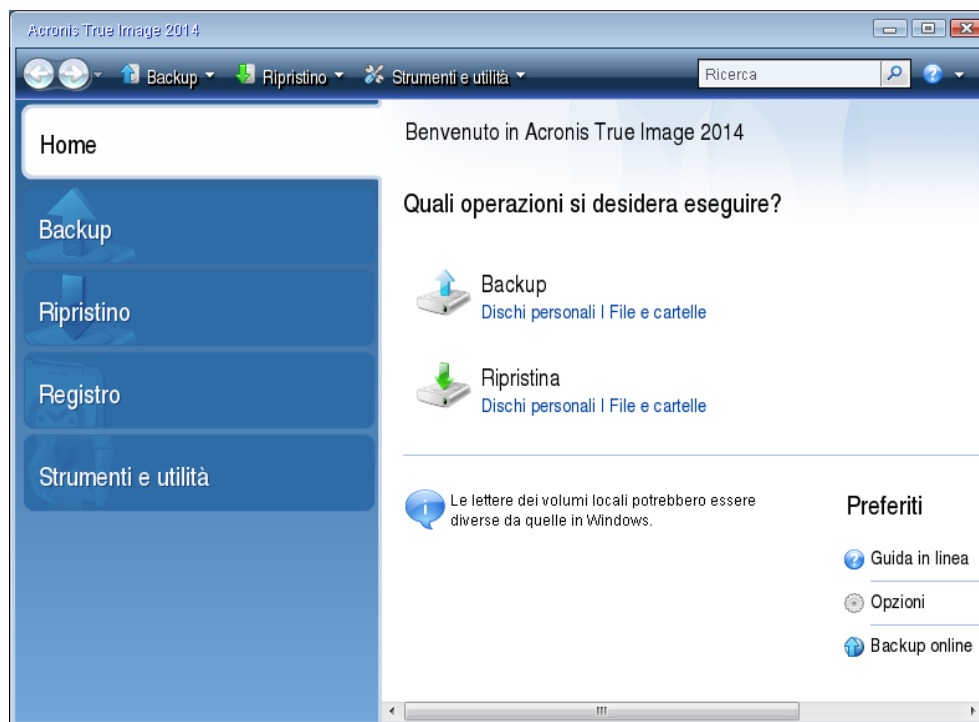 Acronis True Image 2014
Backup Ripristino Strumenti e utilità Ricerca
Home
Backup
Ripristino
Registro
Strumenti e utilità
Benvenuto in Acronis True Image 2014
Quali operazioni si desidera eseguire?
Backup
Dischi personali | File e cartelle
Ripristina
Dischi personali | File e cartelle
Le lettere dei volumi locali potrebbero essere
diverse da quelle in Windows.
Preferiti
Guida in linea
Opzioni
Backup online